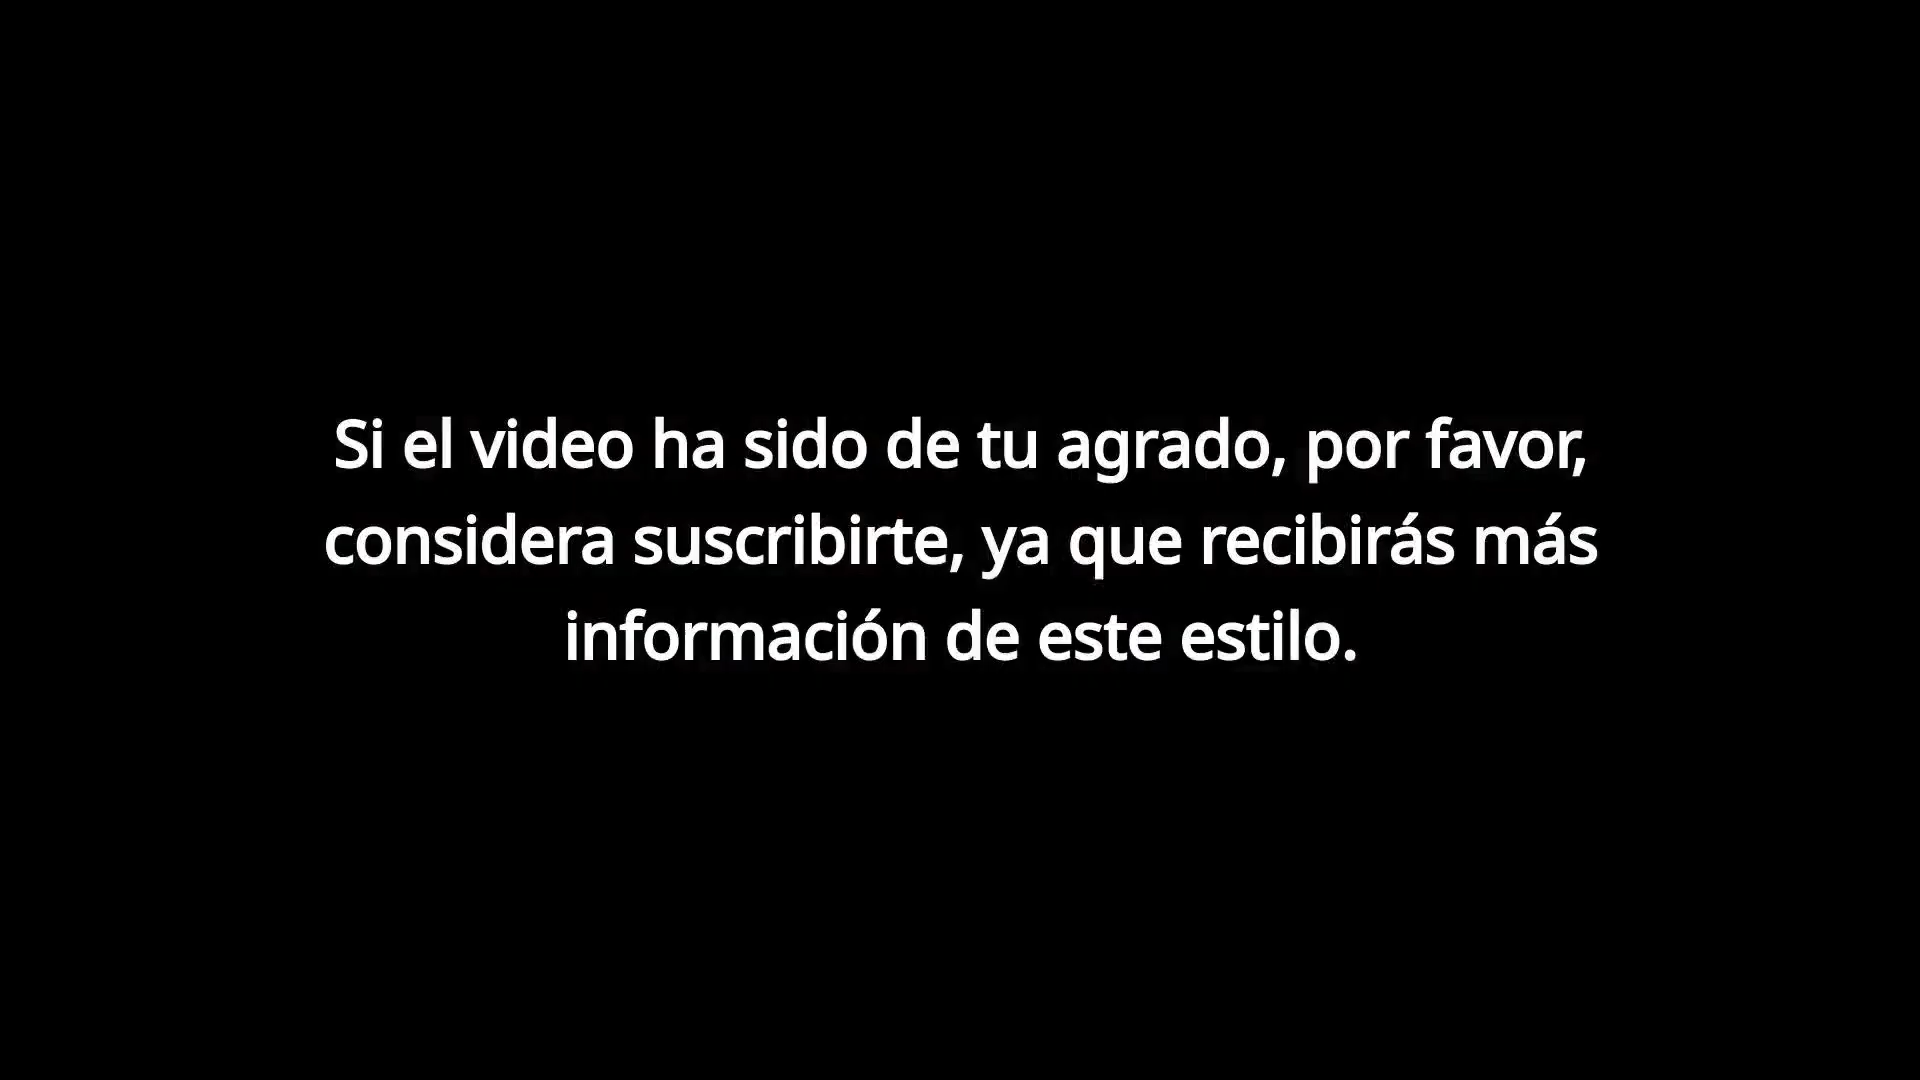 Si el video ha sido de tu agrado, por favor,
considera suscribirte, ya que recibirás más
información de este estilo.